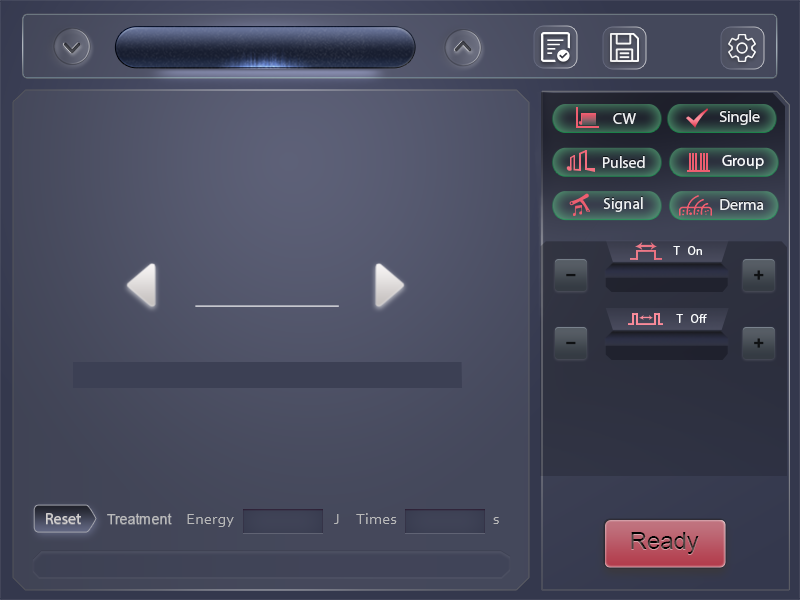 CW
Single
Pulsed
Group
Signal
Derma
T On
−
+
T Off
−
+
Reset
Treatment
Energy
J
Times
s
Ready